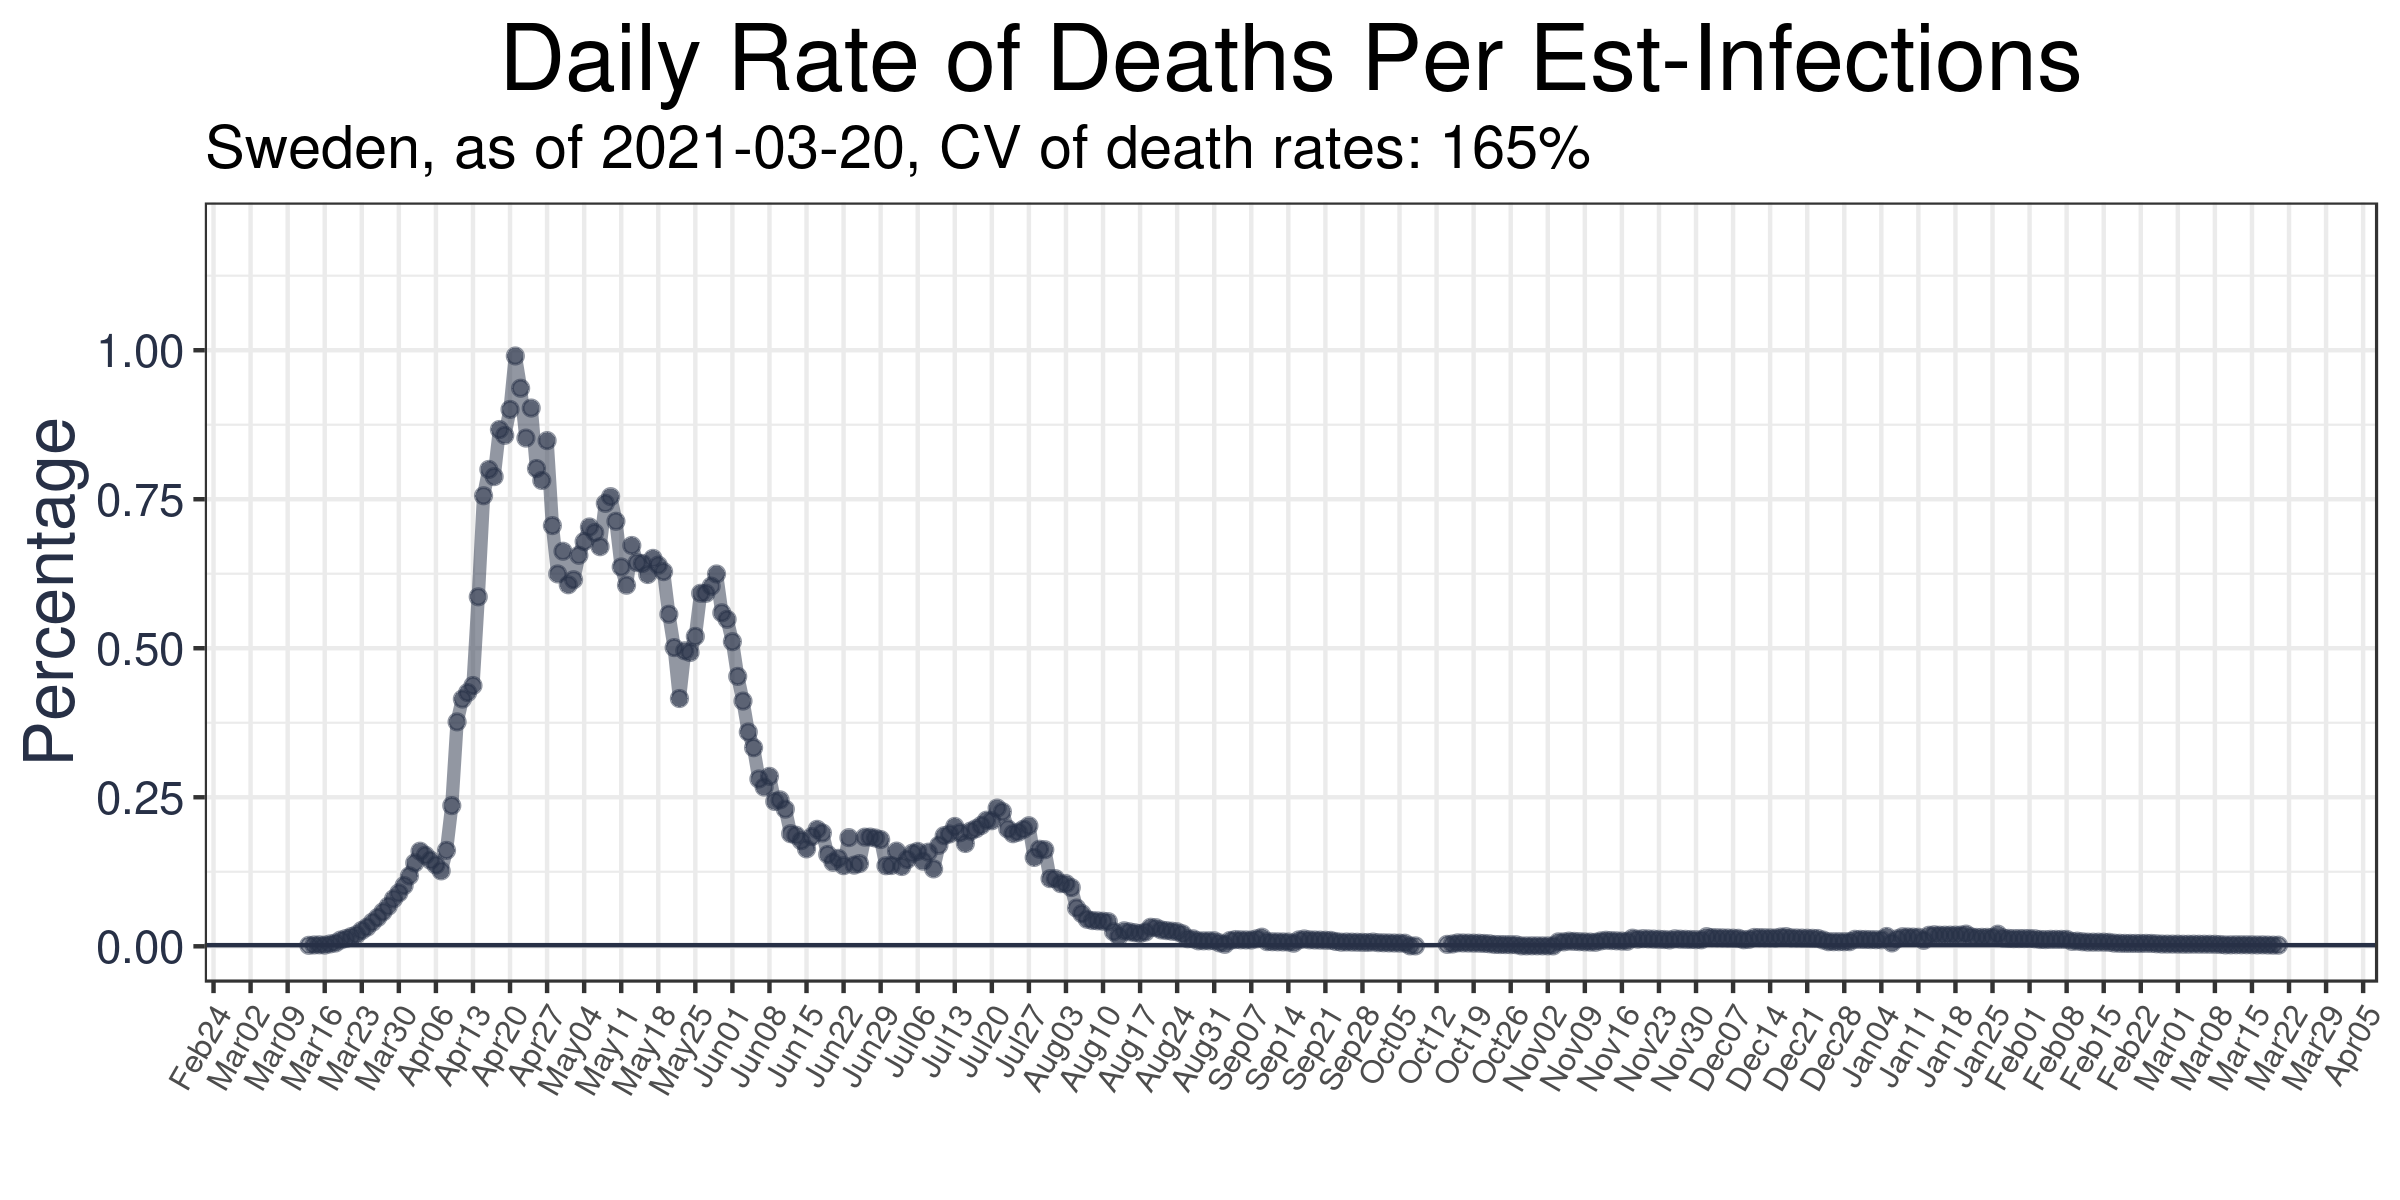 Daily Rate of Deaths Per Est-Infections
Sweden, as of 2021-03-20, CV of death rates: 165%
Percentage
1.00
0.75
0.50
0.25
0.00
Feb24
Mar02
Mar09
Mar16
Mar23
Mar30
Apr06
Apr13
Apr20
Apr27
May04
May11
May18
May25
Jun01
Jun08
Jun15
Jun22
Jun29
Jul06
Jul13
Jul20
Jul27
Aug03
Aug10
Aug17
Aug24
Aug31
Sep07
Sep14
Sep21
Sep28
Oct05
Oct12
Oct19
Oct26
Nov02
Nov09
Nov16
Nov23
Nov30
Dec07
Dec14
Dec21
Dec28
Jan04
Jan11
Jan18
Jan25
Feb01
Feb08
Feb15
Feb22
Mar01
Mar08
Mar15
Mar22
Mar29
Apr05